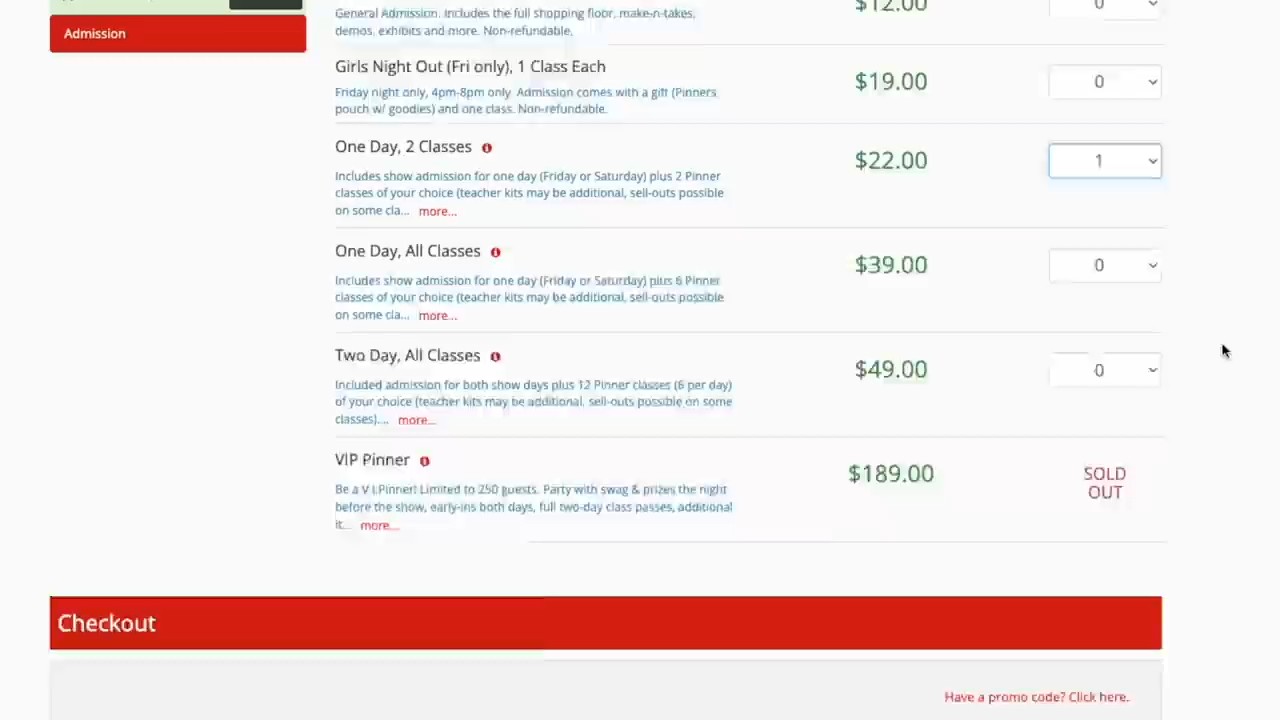 General Admission. Includes the full shopping floor, make-n-takes,
$12.00
0
Admission
demos, exhibits and more. Non-refundable.
Girls Night Out (Fri only), 1 Class Each
$19.00
0
Friday night only, 4pm-8pm only. Admission comes with a gift (Pinners
pouch w/ goodies) and one class. Non-refundable.
One Day, 2 Classes
$22.00
1
Includes show admission for one day (Friday or Saturday) plus 2 Pinner
classes of your choice (teacher kits may be additional, sell-outs possible
on some cla... more...
One Day, All Classes
$39.00
0
Includes show admission for one day (Friday or Saturday) plus 6 Pinner
classes of your choice (teacher kits may be additional, sell-outs possible
on some cla... more...
Two Day, All Classes
$49.00
0
Included admission for both show days plus 12 Pinner classes (6 per day)
of your choice (teacher kits may be additional, sell-outs possible on some
classes).... more...
VIP Pinner
$189.00
SOLD
OUT
Be a V.I.Pinner! Limited to 250 guests. Party with swag & prizes the night
before the show, early-ins both days, full two-day class passes, additional
it... more...
Checkout
Have a promo code? Click here.